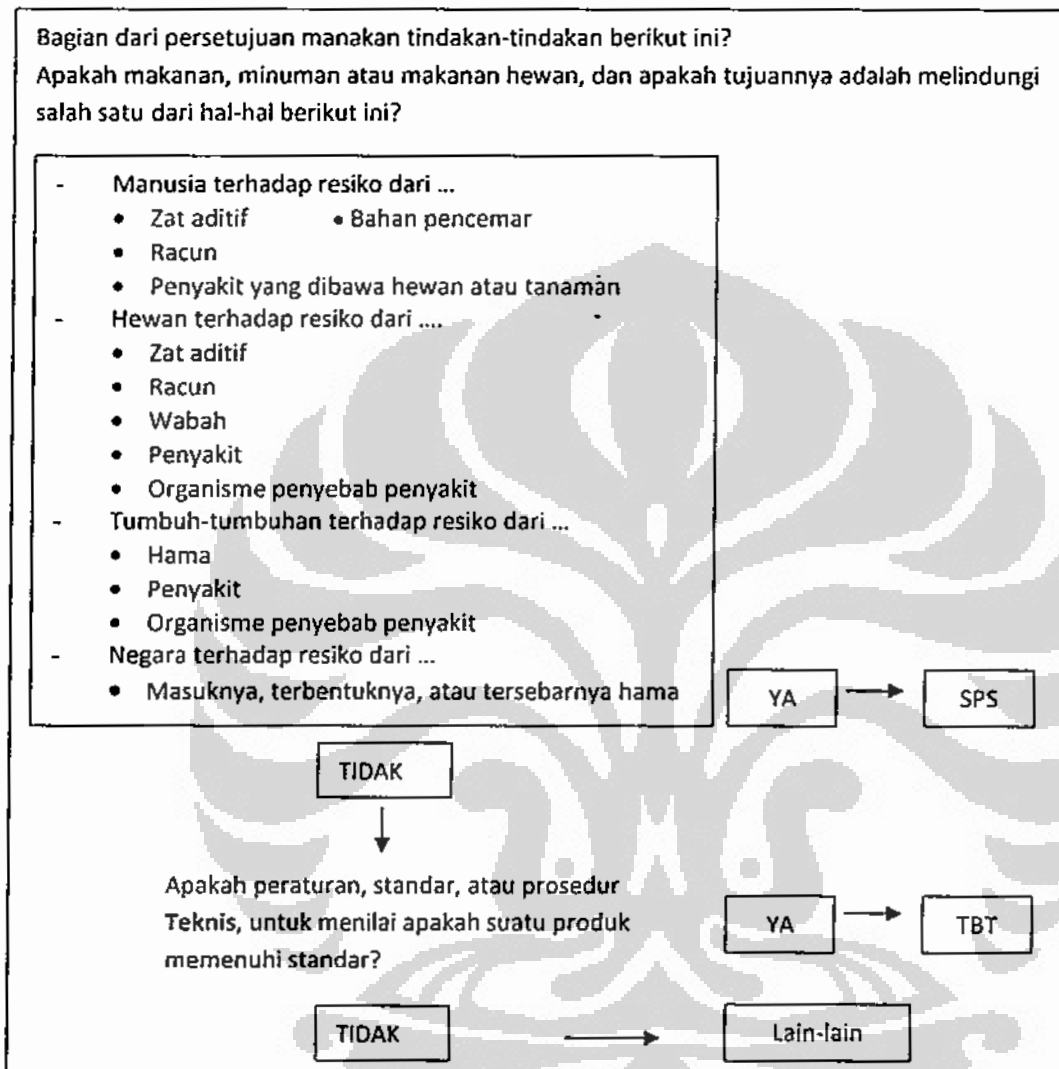 Bagian dari persetujuan manakan tindakan-tindakan berikut ini?
Apakah makanan, minuman atau makanan hewan, dan apakah tujuannya adalah melindungi
salah satu dari hal-hal berikut ini?
- Manusia terhadap resiko dari ...
• Zat aditif • Bahan pencemar
• Racun
• Penyakit yang dibawa hewan atau tanaman
- Hewan terhadap resiko dari ....
• Zat aditif
• Racun
• Wabah
• Penyakit
• Organisme penyebab penyakit
- Tumbuh-tumbuhan terhadap resiko dari ...
• Hama
• Penyakit
• Organisme penyebab penyakit
- Negara terhadap resiko dari ...
• Masuknya, terbentuknya, atau tersebarnya hama
YA → SPS
TIDAK
Apakah peraturan, standar, atau prosedur
Teknis, untuk menilai apakah suatu produk
memenuhi standar?
YA → TBT
TIDAK → Lain-lain